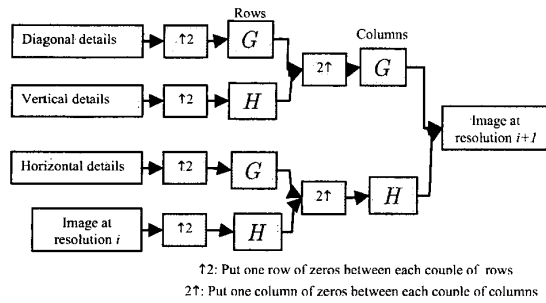 Rows
Columns
Diagonal details
↑2
G
2↑
G
Vertical details
↑2
H
Image at
resolution i+1
Horizontal details
↑2
G
2↑
H
Image at
resolution i
↑2
H
↑2: Put one row of zeros between each couple of rows
2↑: Put one column of zeros between each couple of columns